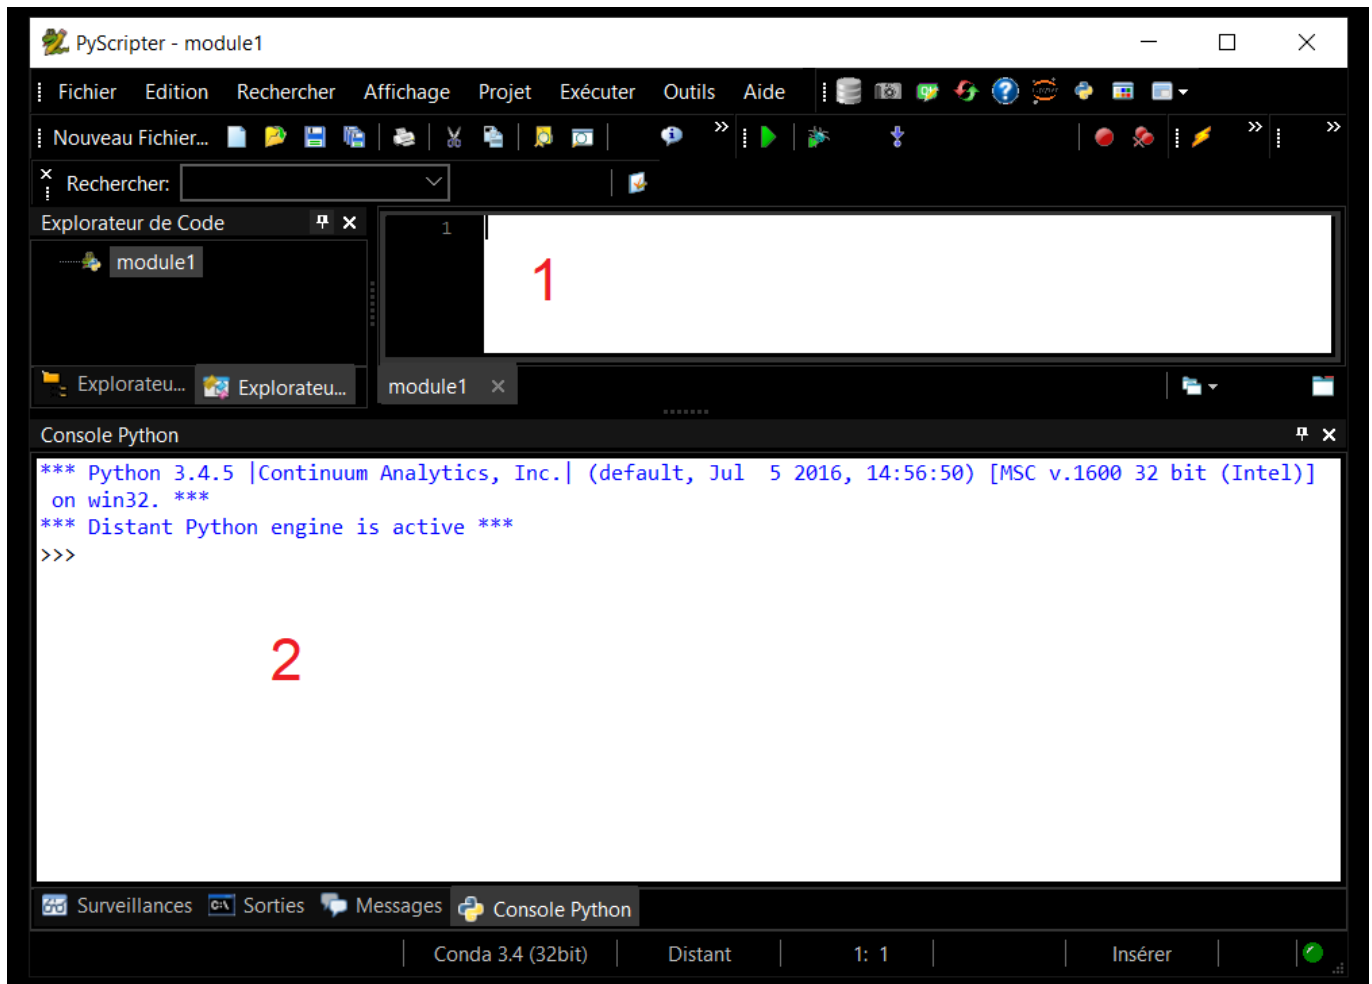 PyScripter - module1
Fichier Edition Rechercher Affichage Projet Exécuter Outils Aide
Nouveau Fichier...
Rechercher:
Explorateur de Code
module1
1
1
Explorateu... Explorateu... module1
Console Python
*** Python 3.4.5 |Continuum Analytics, Inc.| (default, Jul  5 2016, 14:56:50) [MSC v.1600 32 bit (Intel)]
on win32. ***
*** Distant Python engine is active ***
>>>
2
Surveillances Sorties Messages Console Python
Conda 3.4 (32bit) Distant 1: 1 Insérer